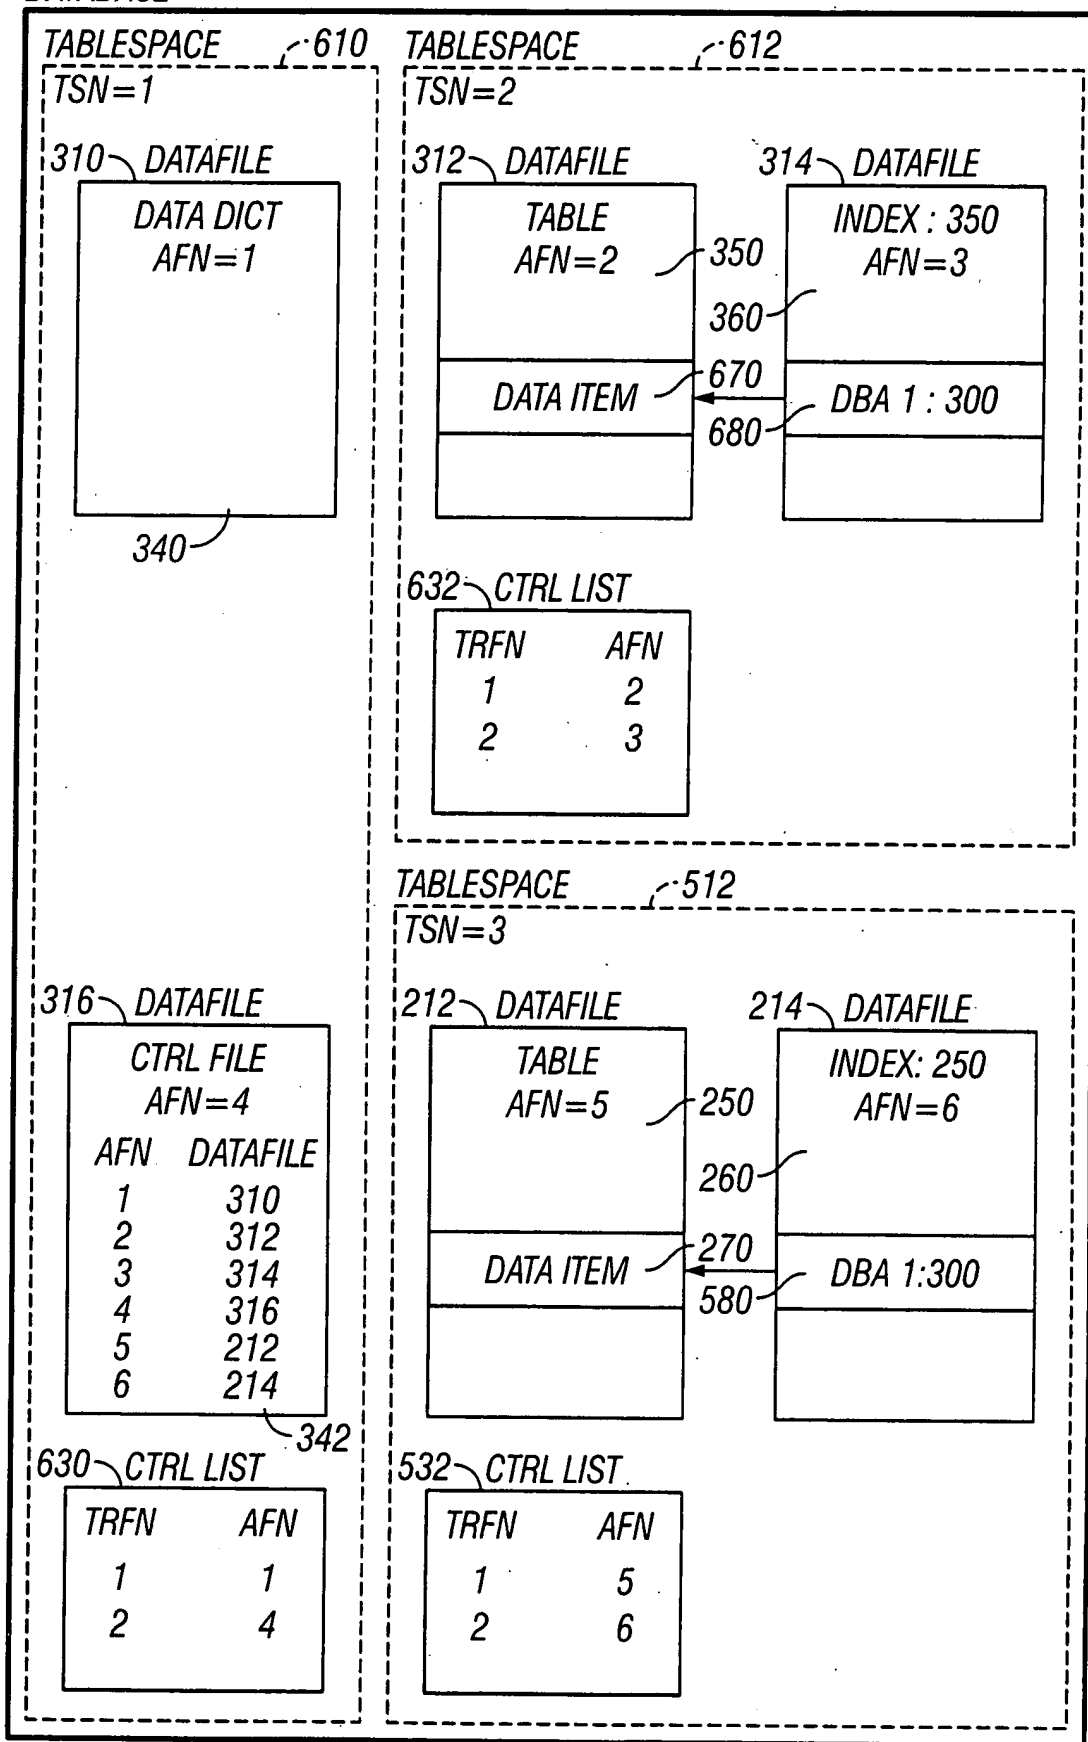 TABLESPACE 610
TSN=1
310 DATAFILE
DATA DICT
AFN=1
340
316 DATAFILE
CTRL FILE
AFN=4
AFN DATAFILE
1 310
2 312
3 314
4 316
5 212
6 214
342
630 CTRL LIST
TRFN AFN
1 1
2 4
TABLESPACE 612
TSN=2
312 DATAFILE
TABLE
AFN=2
350
DATA ITEM
670
314 DATAFILE
INDEX : 350
AFN=3
360
DBA 1 : 300
680
632 CTRL LIST
TRFN AFN
1 2
2 3
TABLESPACE 512
TSN=3
212 DATAFILE
TABLE
AFN=5
250
DATA ITEM
270
214 DATAFILE
INDEX: 250
AFN=6
260
DBA 1:300
580
532 CTRL LIST
TRFN AFN
1 5
2 6